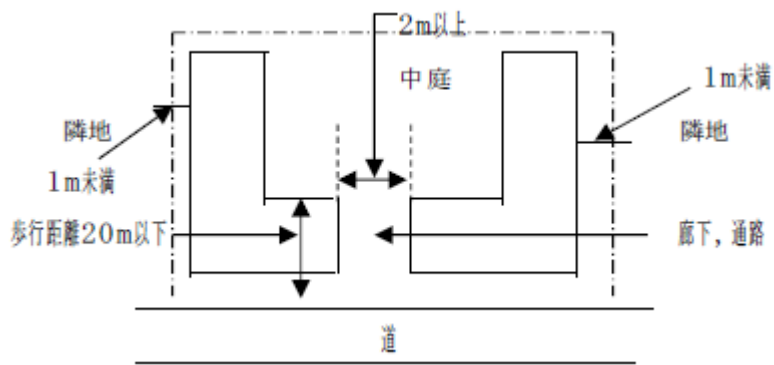 2m以上
中庭
1m未満
隣地
隣地
1m未満
歩行距離20m以下
廊下，通路
道